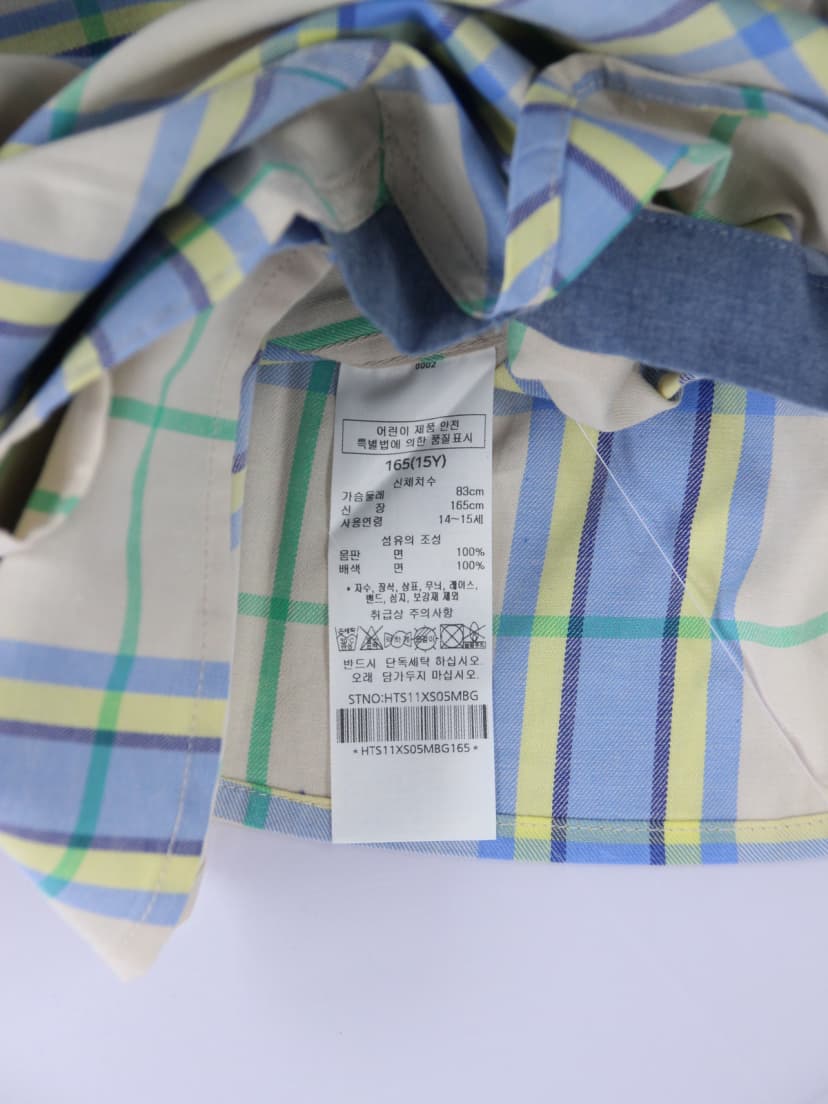 0002
어린이 제품 안전
특별법에 의한 품질표시
165(15Y)
신체치수
가슴둘레 83cm
신 장 165cm
사용연령 14~15세
섬유의 조성
몸판 면 100%
배색 면 100%
* 자수, 장식, 상표, 무늬, 레이스,
밴드, 심지, 보강재 제외
취급상 주의사항
반드시 단독세탁 하십시오.
오래 담가두지 마십시오.
STNO:HTS11XS05MBG
*HTS11XS05MBG165*